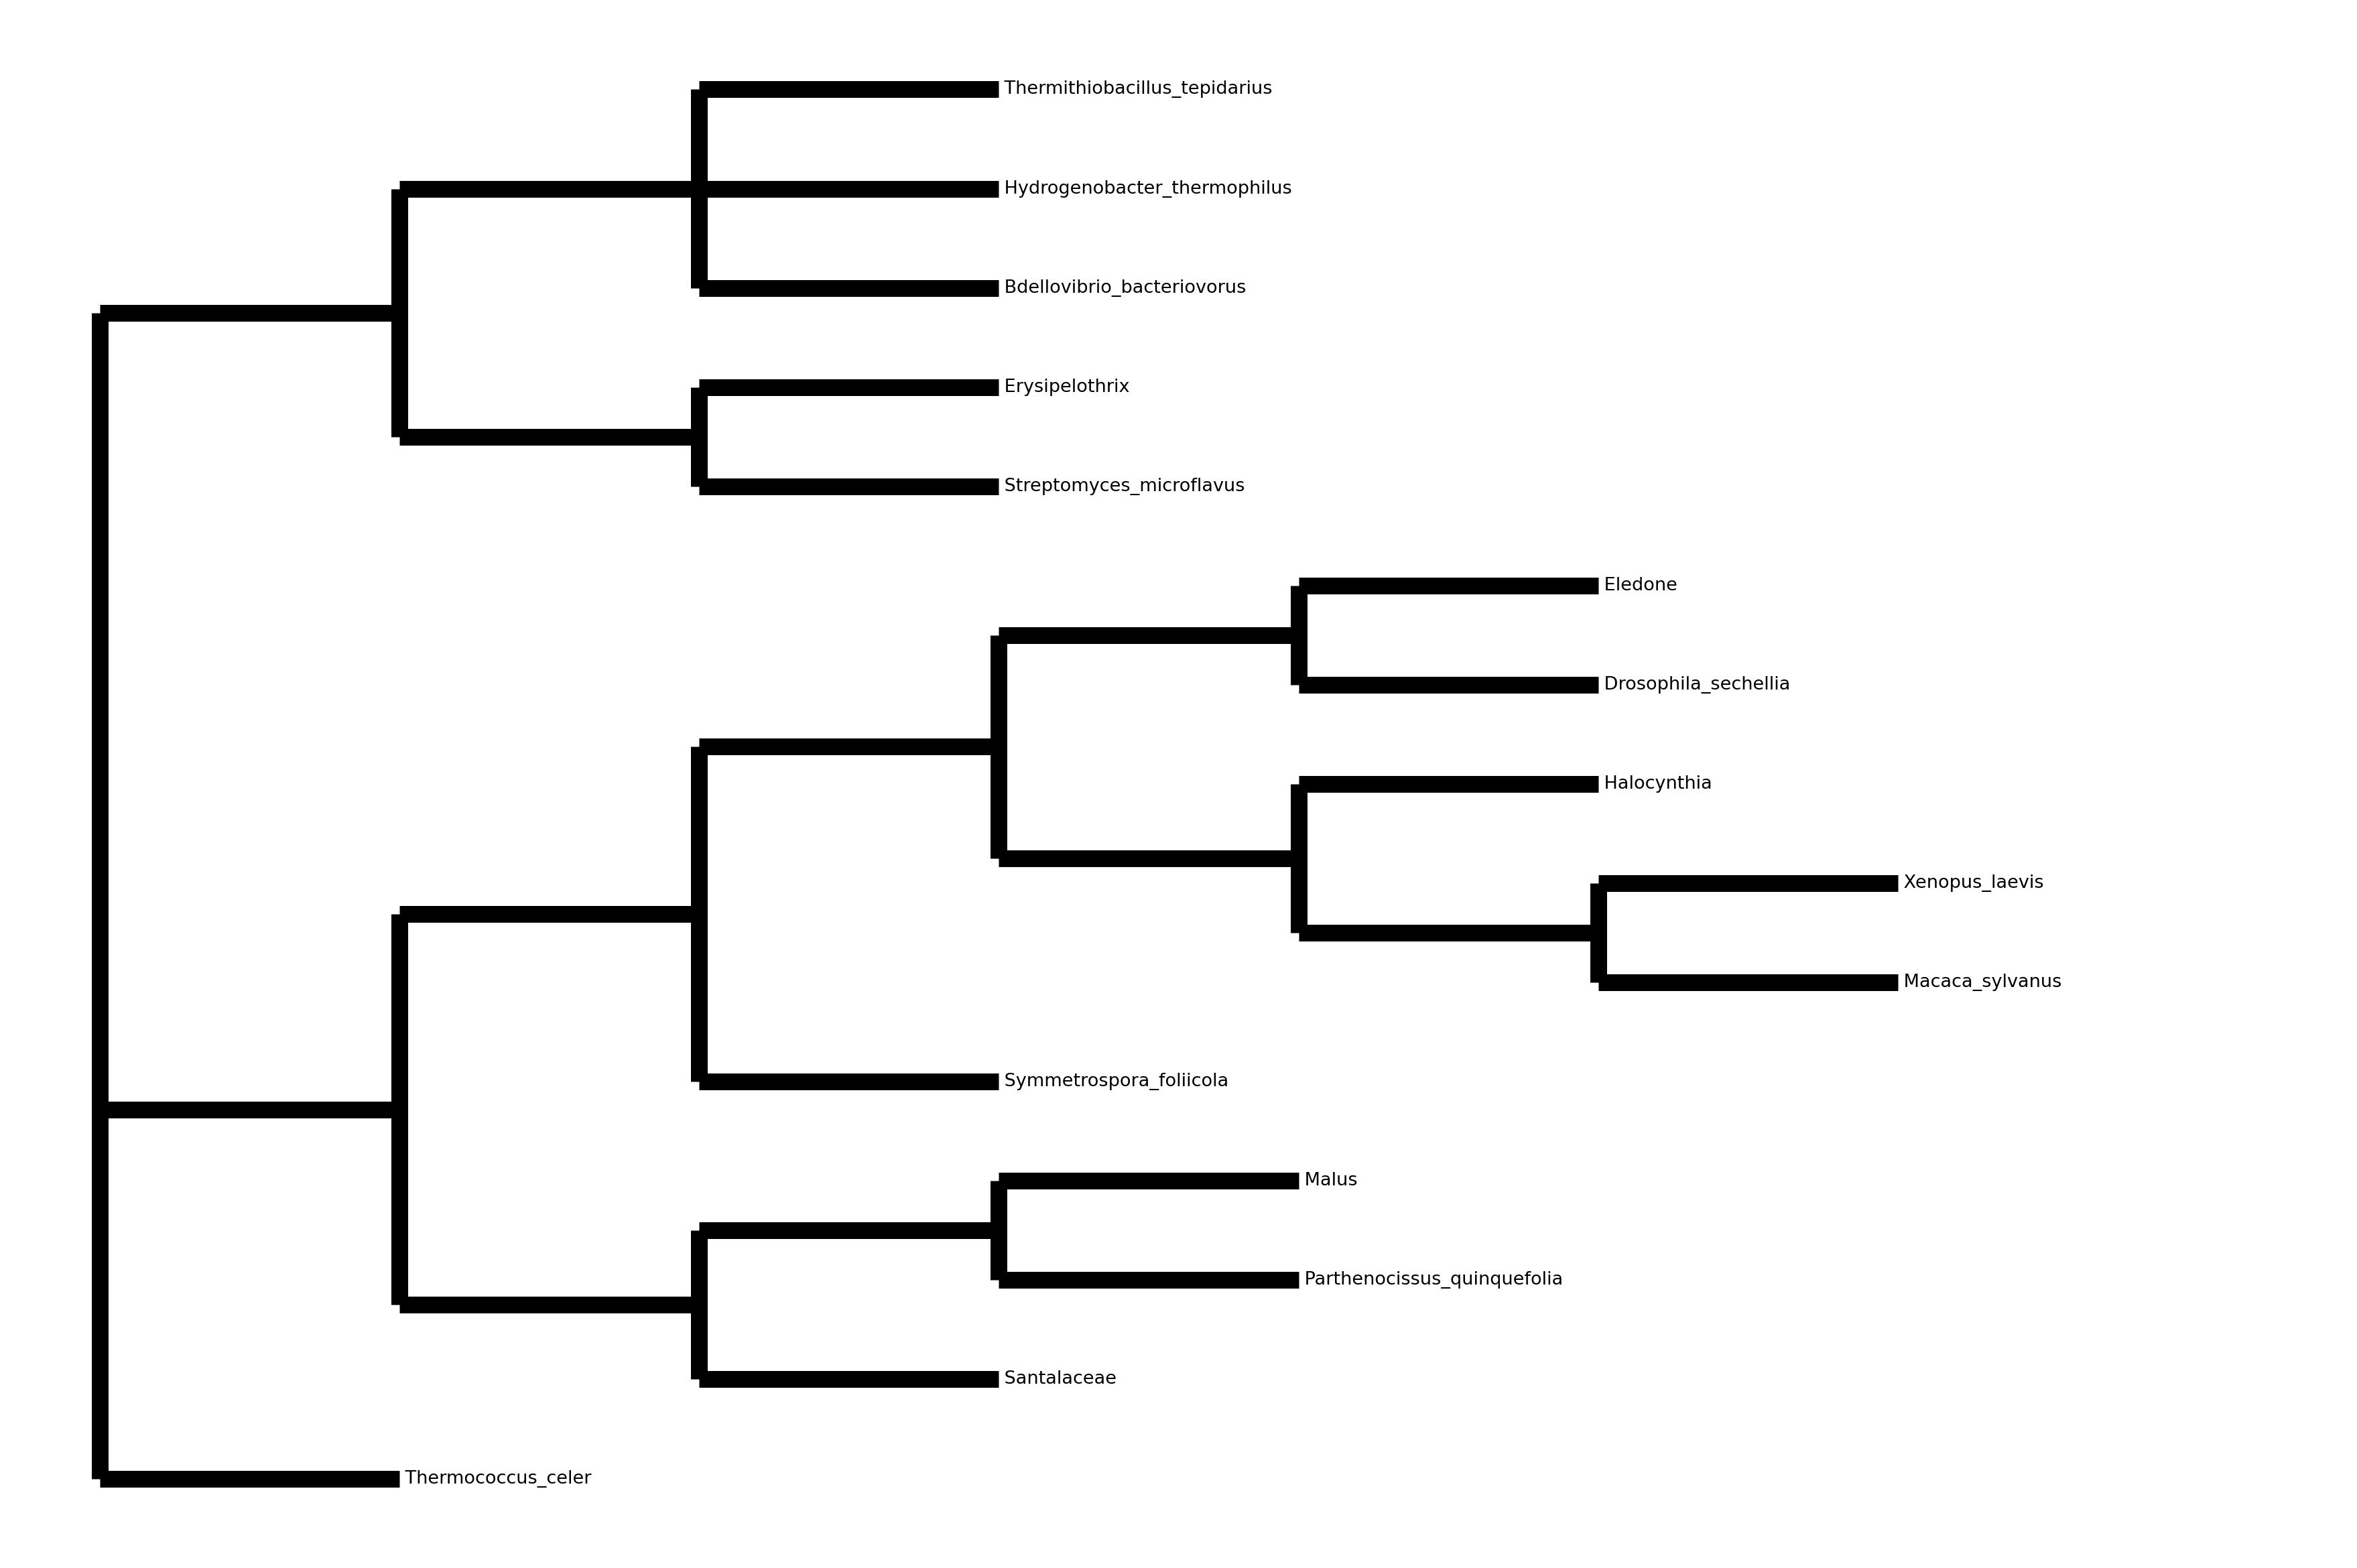 Thermithiobacillus_tepidarius
Hydrogenobacter_thermophilus
Bdellovibrio_bacteriovorus
Erysipelothrix
Streptomyces_microflavus
Eledone
Drosophila_sechellia
Halocynthia
Xenopus_laevis
Macaca_sylvanus
Symmetrospora_foliicola
Malus
Parthenocissus_quinquefolia
Santalaceae
Thermococcus_celer